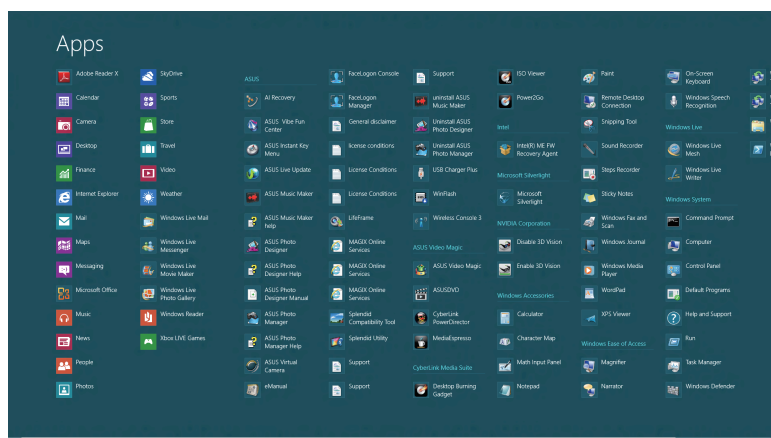 Apps
Adobe Reader X
Calendar
Camera
Desktop
Finance
Internet Explorer
Mail
Maps
Messaging
Microsoft Office
Music
News
People
Photos
SkyDrive
Sports
Store
Travel
Video
Weather
Windows Live Mail
Windows Live
Messenger
Windows Live
Movie Maker
Windows Live
Photo Gallery
Windows Reader
Xbox LIVE Games
ASUS
AI Recovery
ASUS Vibe Fun
Center
ASUS Instant Key
Menu
ASUS Live Update
ASUS Music Maker
ASUS Music Maker
help
ASUS Photo
Designer
ASUS Photo
Designer Help
ASUS Photo
Designer Manual
ASUS Photo
Manager
ASUS Photo
Manager Help
ASUS Virtual
Camera
eManual
FaceLogon Console
FaceLogon
Manager
General disclaimer
license conditions
License Conditions
License Conditions
LifeFrame
MAGIX Online
Services
MAGIX Online
Services
MAGIX Online
Services
Splendid
Compatibility Tool
Splendid Utility
Support
Support
Support
uninstall ASUS
Music Maker
Uninstall ASUS
Photo Designer
Uninstall ASUS
Photo Manager
USB Charger Plus
WinFlash
Wireless Console 3
ASUS Video Magic
ASUS Video Magic
ASUSDVD
CyberLink
PowerDirector
MediaEspresso
CyberLink Media Suite
Desktop Burning
Gadget
ISO Viewer
Power2Go
Intel
Intel(R) ME FW
Recovery Agent
Microsoft Silverlight
Microsoft
Silverlight
NVIDIA Corporation
Disable 3D Vision
Enable 3D Vision
Windows Accessories
Calculator
Character Map
Math Input Panel
Notepad
Paint
Remote Desktop
Connection
Snipping Tool
Sound Recorder
Steps Recorder
Sticky Notes
Windows Fax and
Scan
Windows Journal
Windows Media
Player
WordPad
XPS Viewer
Windows Ease of Access
Magnifier
Narrator
On-Screen
Keyboard
Windows Speech
Recognition
Windows Live
Windows Live
Mesh
Windows Live
Writer
Windows System
Command Prompt
Computer
Control Panel
Default Programs
Help and Support
Run
Task Manager
Windows Defender